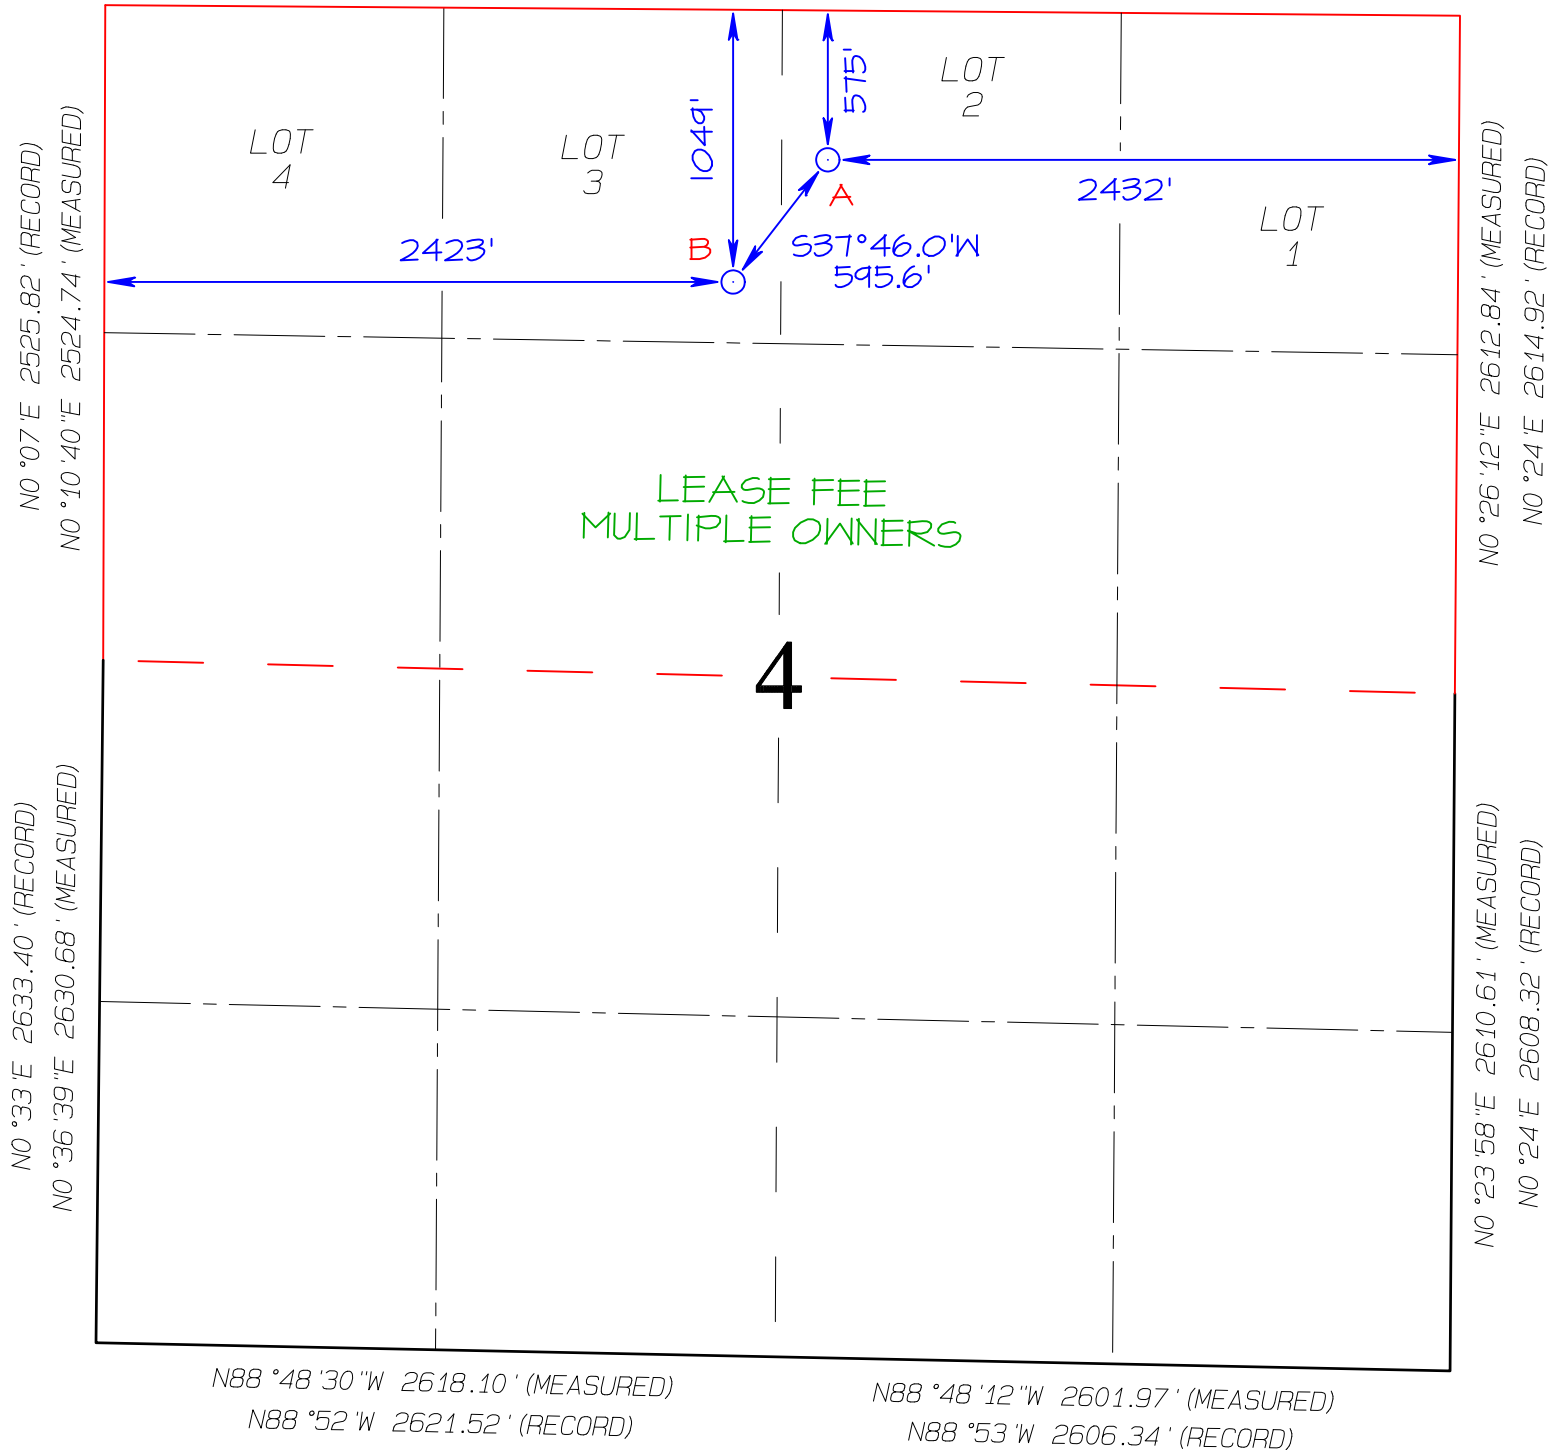 575'
LOT
2
1049'
LOT
4
LOT
3
A
2432'
LOT
1
2423'
B
S37°46.0'W
595.6'
N0°07'E 2525.82' (RECORD)
N0°10'40"E 2524.74' (MEASURED)
N0°26'12"E 2612.84' (MEASURED)
N0°24'E 2614.92' (RECORD)
LEASE FEE
MULTIPLE OWNERS
4
N0°33'E 2633.40' (RECORD)
N0°36'39"E 2630.68' (MEASURED)
N0°23'58"E 2610.61' (MEASURED)
N0°24'E 2608.32' (RECORD)
N88°48'30"W 2618.10' (MEASURED)
N88°52'W 2621.52' (RECORD)
N88°48'12"W 2601.97' (MEASURED)
N88°53'W 2606.34' (RECORD)